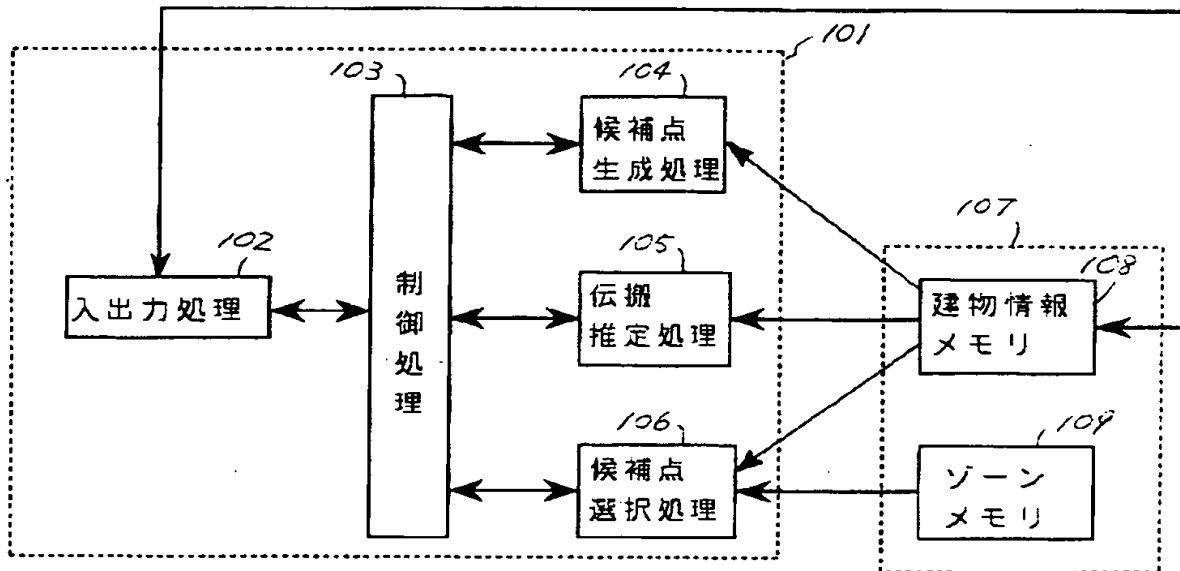 101
103
104
候補点
生成処理
107
102
入出力処理
制御処理
105
伝搬
推定処理
108
建物情報
メモリ
106
候補点
選択処理
109
ゾーン
メモリ